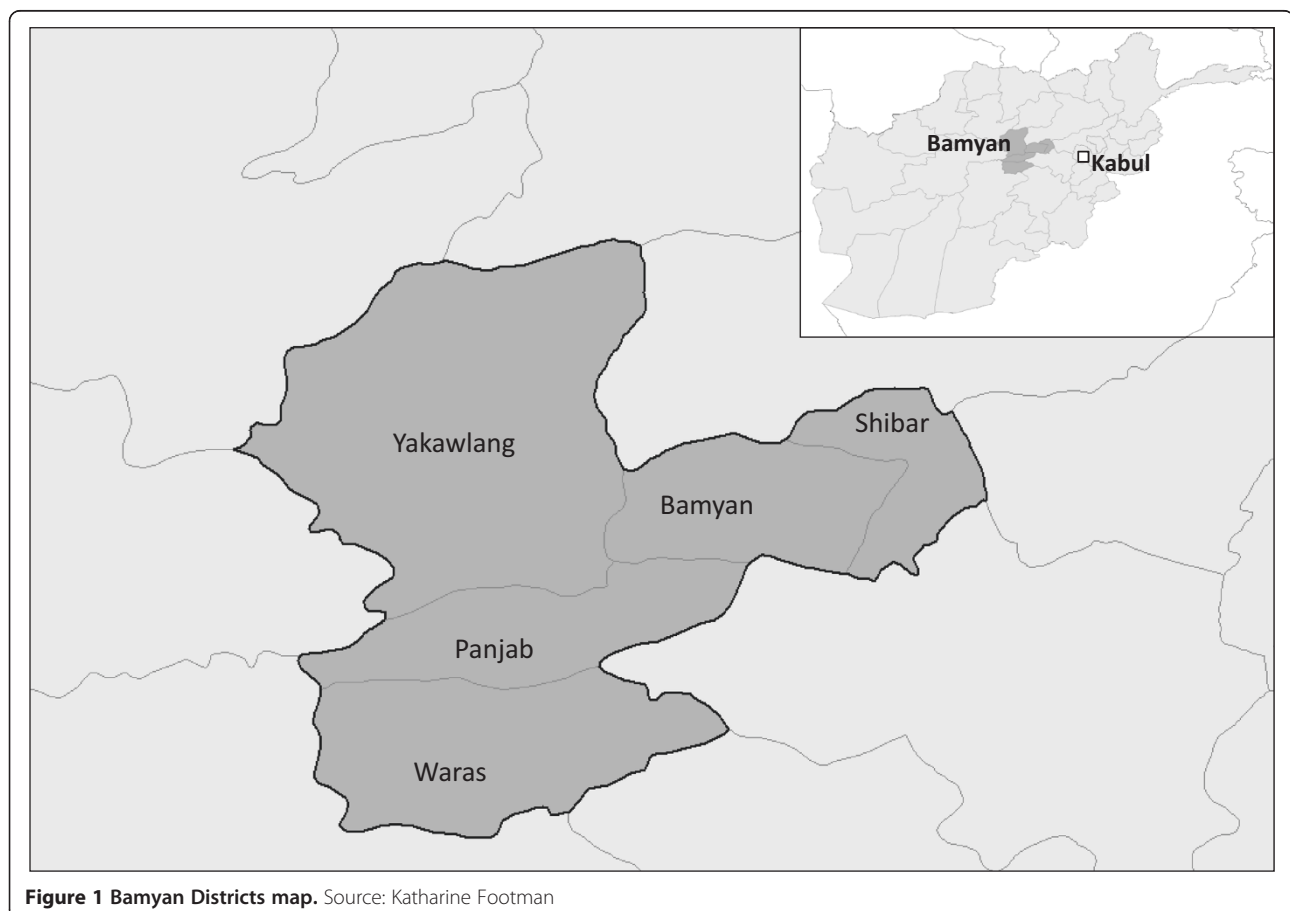 Bamyan
Kabul
Shibar
Yakawlang
Bamyan
Panjab
Waras
Figure 1 Bamyan Districts map. Source: Katharine Footman